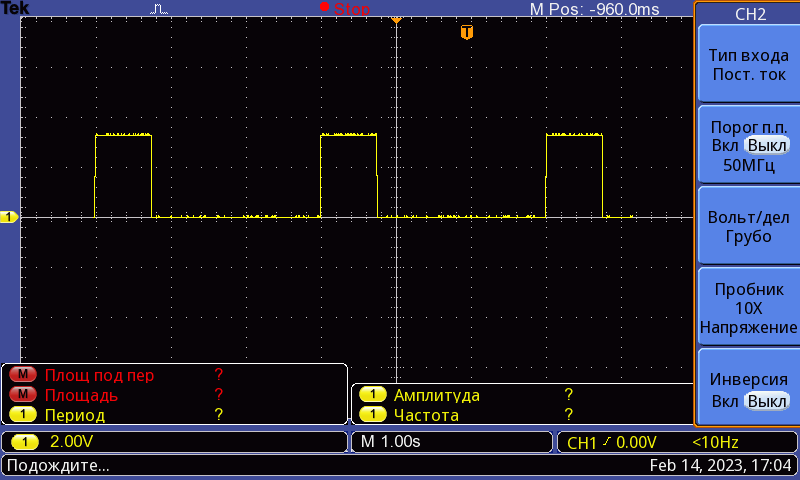 Tek
Stop
M Pos: -960.0ms
CH2
T
Тип входа
Пост. ток
Порог п.п.
Вкл Выкл
50МГц
1
Вольт/дел
Грубо
Пробник
10X
Напряжение
M Площ под пер ?
M Площадь ?
1 Период ?
1 Амплитуда ?
1 Частота ?
Инверсия
Вкл Выкл
1 2.00V
M 1.00s
CH1 0.00V <10Hz
Подождите...
Feb 14, 2023, 17:04